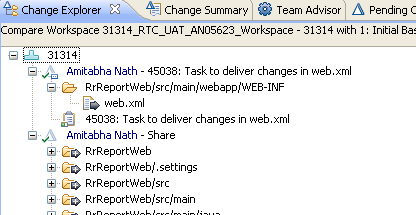 Change Explorer Change Summary Team Advisor Pending C
Compare Workspace 31314_RTC_UAT_AN05623_Workspace - 31314 with 1: Initial Bas
31314
Amitabha Nath - 45038: Task to deliver changes in web.xml
RrReportWeb/src/main/webapp/WEB-INF
web.xml
45038: Task to deliver changes in web.xml
Amitabha Nath - Share
RrReportWeb
RrReportWeb/.settings
RrReportWeb/src
RrReportWeb/src/main
RrReportWeb/src/main/java